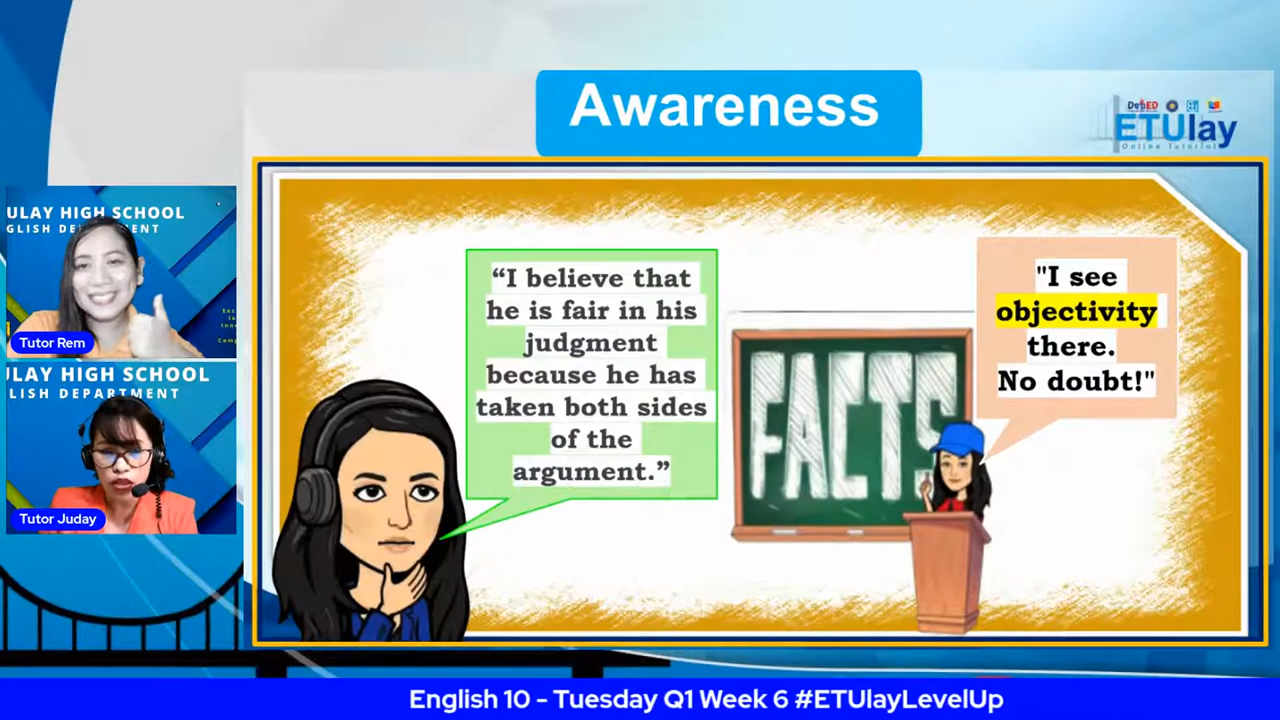 Awareness
DepED
ETUlay
Online Tutorial
ULAY HIGH SCHOOL
GLISH DE
ENT
Tutor Rem
ULAY HIGH SCHOOL
LISH DEPARTMENT
Tutor Juday
“I believe that
he is fair in his
judgment
because he has
taken both sides
of the
argument.”
FACTS
"I see
objectivity
there.
No doubt!"
English 10 - Tuesday Q1 Week 6 #ETUlayLevelUp